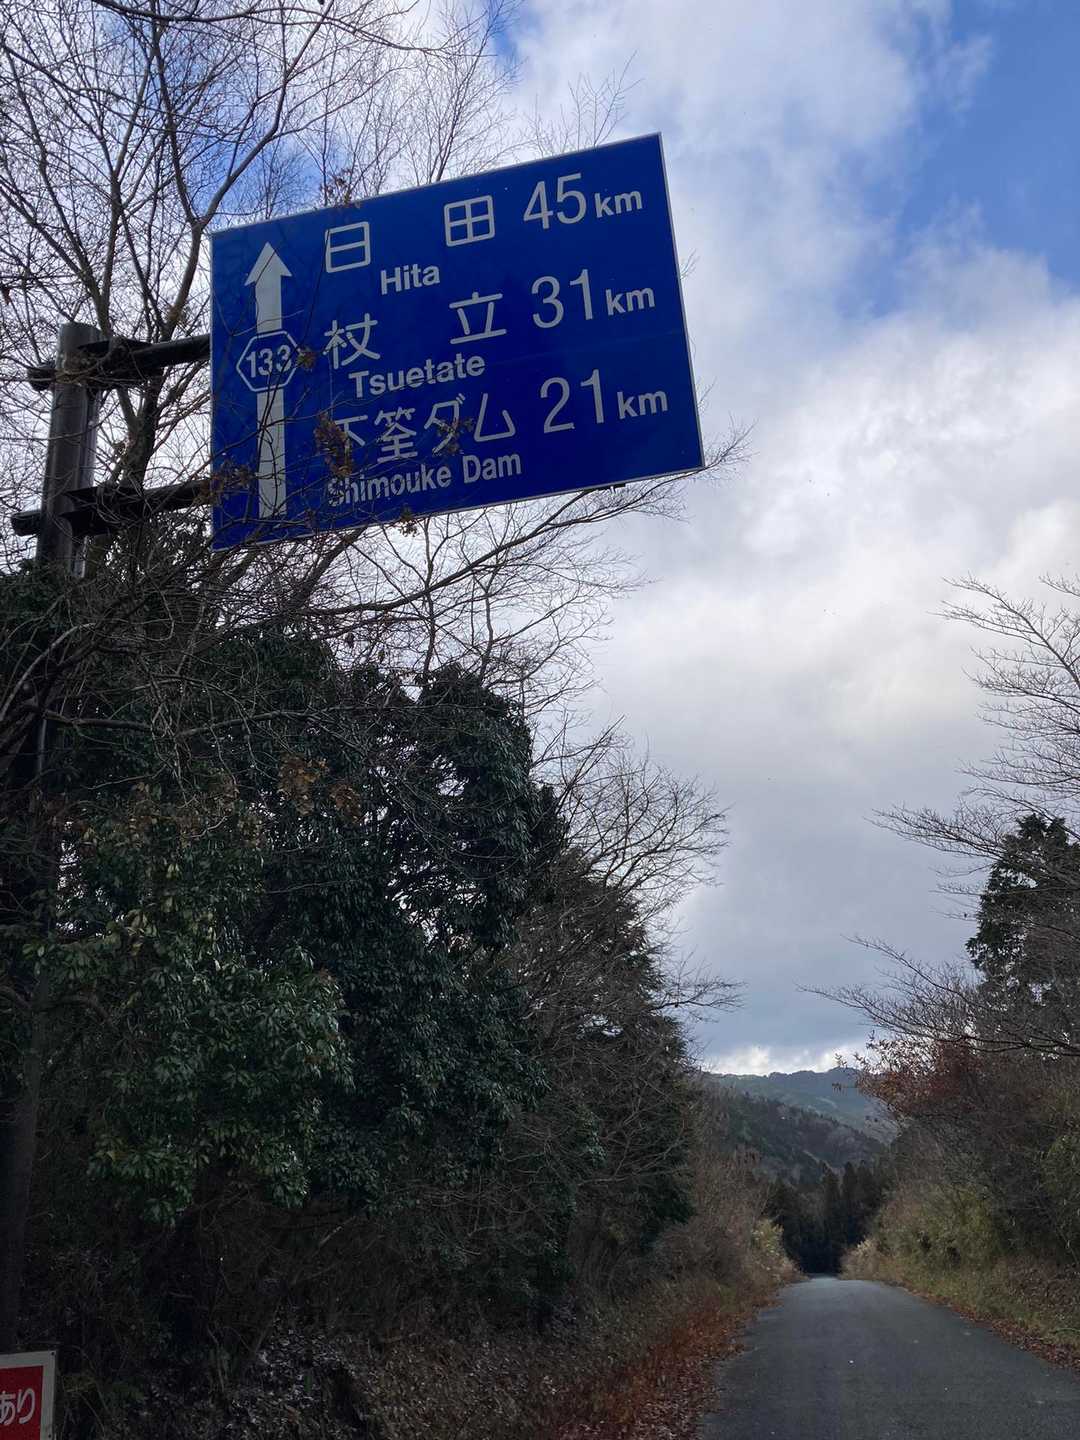 日田 45km
Hita
133
杖立 31km
Tsuetate
下筌ダム 21km
Shimouke Dam
あり